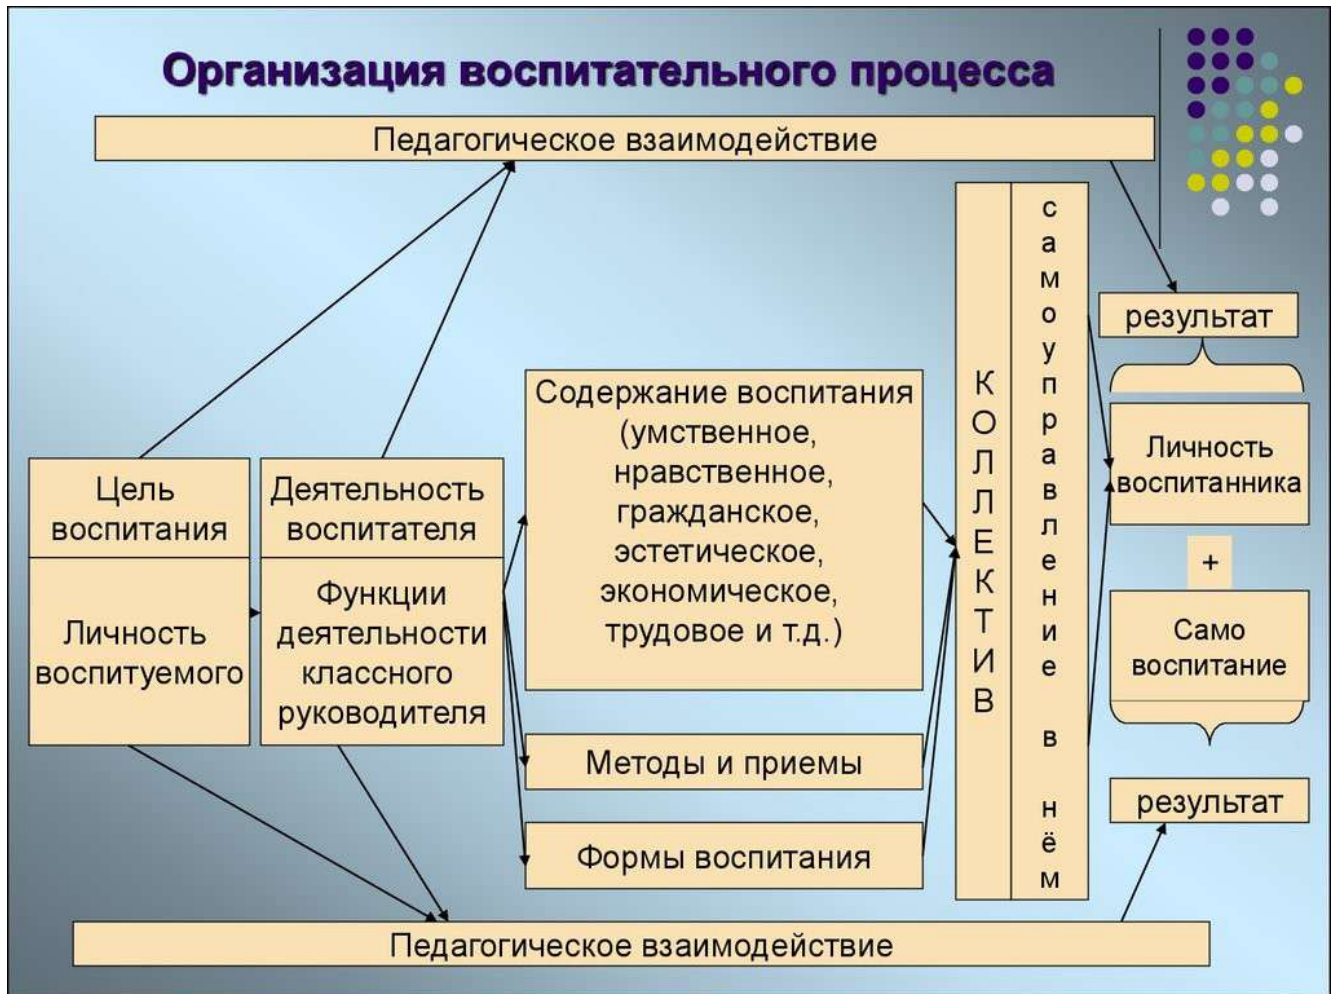 Организация воспитательного процесса
Педагогическое взаимодействие
Цель
воспитания
Личность
воспитуемого
Деятельность
воспитателя
Функции
деятельности
классного
руководителя
Содержание воспитания
(умственное,
нравственное,
гражданское,
эстетическое,
экономическое,
трудовое и т.д.)
Методы и приемы
Формы воспитания
КОЛЛЕКТИВ
самоуправление в нём
результат
Личность
воспитанника
+
Само
воспитание
результат
Педагогическое взаимодействие